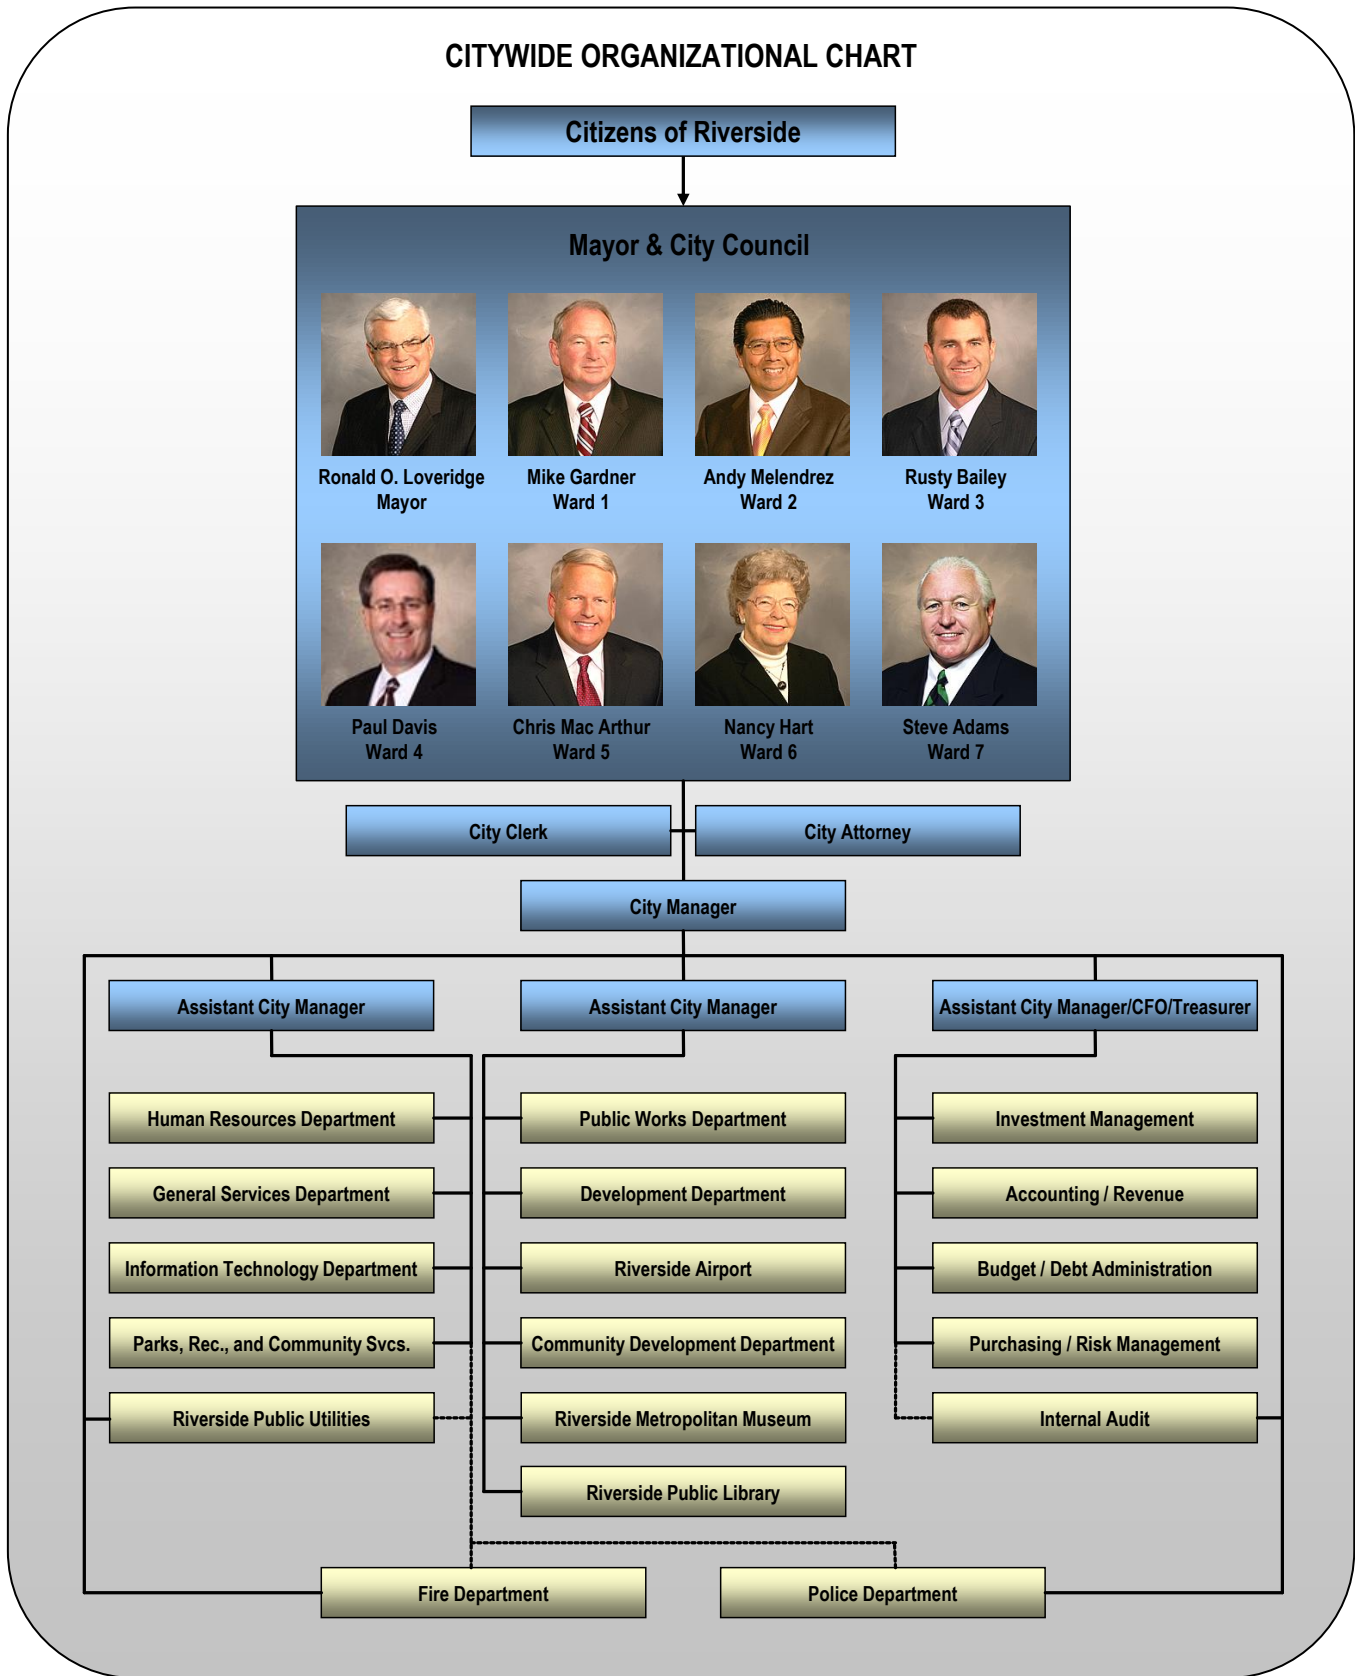 CITYWIDE ORGANIZATIONAL CHART
Citizens of Riverside
Mayor & City Council
Ronald O. Loveridge
Mayor
Mike Gardner
Ward 1
Andy Melendrez
Ward 2
Rusty Bailey
Ward 3
Paul Davis
Ward 4
Chris Mac Arthur
Ward 5
Nancy Hart
Ward 6
Steve Adams
Ward 7
City Clerk
City Attorney
City Manager
Assistant City Manager
Assistant City Manager
Assistant City Manager/CFO/Treasurer
Human Resources Department
General Services Department
Information Technology Department
Parks, Rec., and Community Svcs.
Riverside Public Utilities
Public Works Department
Development Department
Riverside Airport
Community Development Department
Riverside Metropolitan Museum
Riverside Public Library
Investment Management
Accounting / Revenue
Budget / Debt Administration
Purchasing / Risk Management
Internal Audit
Fire Department
Police Department